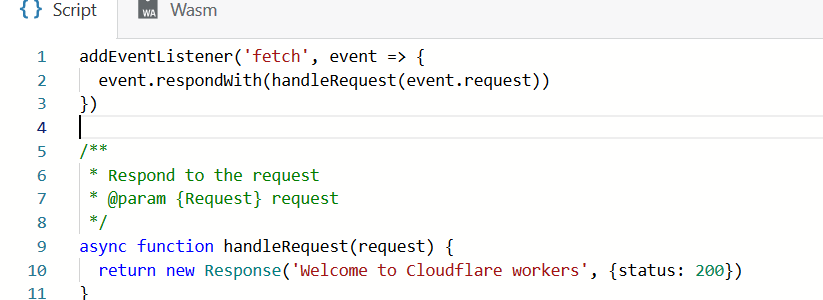 {} Script WA Wasm
1 addEventListener('fetch', event => {
2 event.respondWith(handleRequest(event.request))
3 })
4
5 /**
6 * Respond to the request
7 * @param {Request} request
8 */
9 async function handleRequest(request) {
10 return new Response('Welcome to Cloudflare workers', {status: 200})
11 }